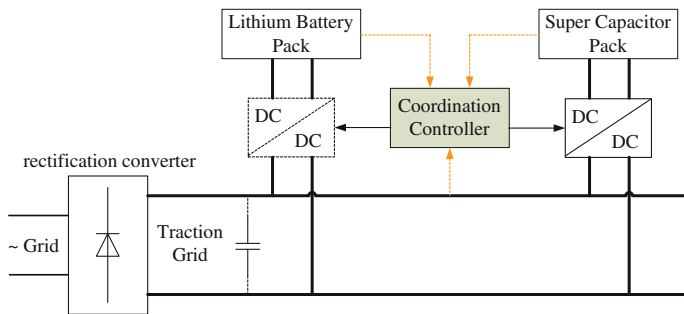 Lithium Battery
Pack
Super Capacitor
Pack
DC
DC
Coordination
Controller
DC
DC
rectification converter
~ Grid
Traction
Grid